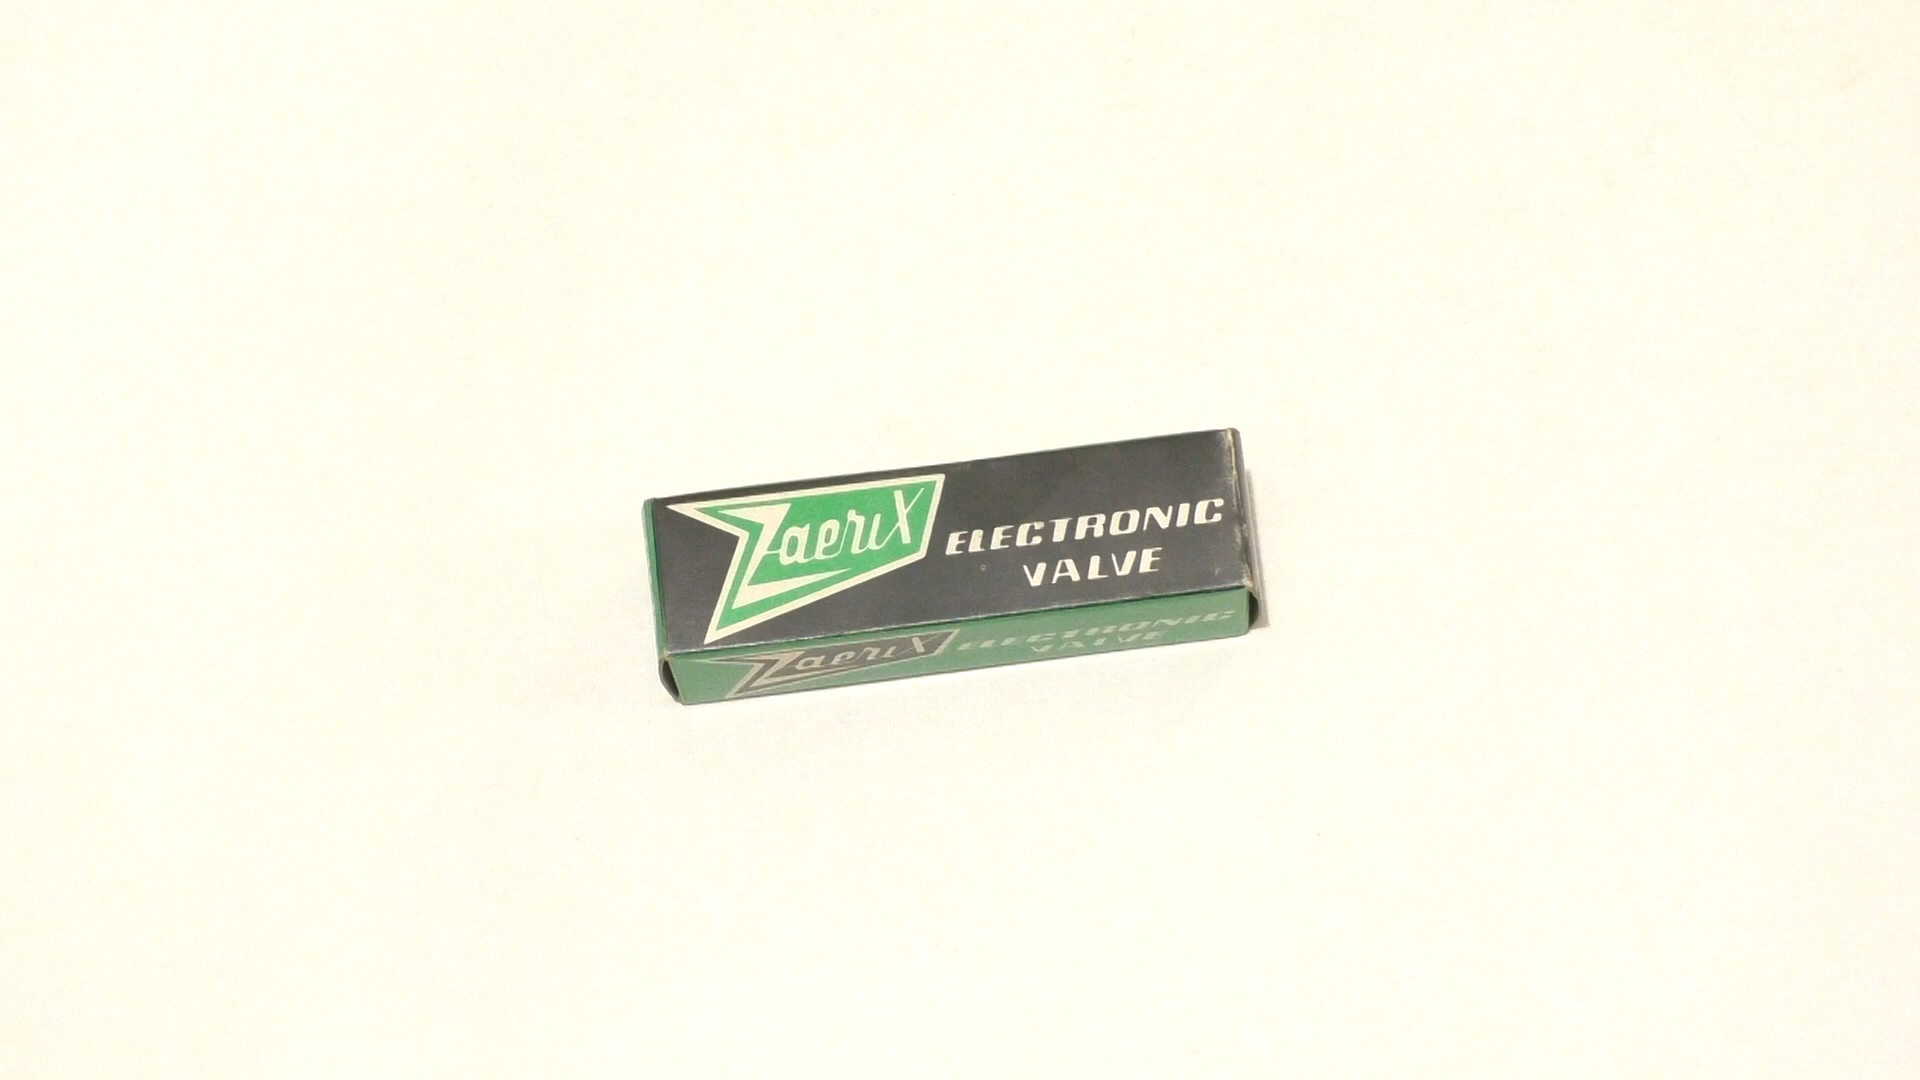 Zaerix
ELECTRONIC
VALVE
Zaerix
ELECTRONIC
VALVE